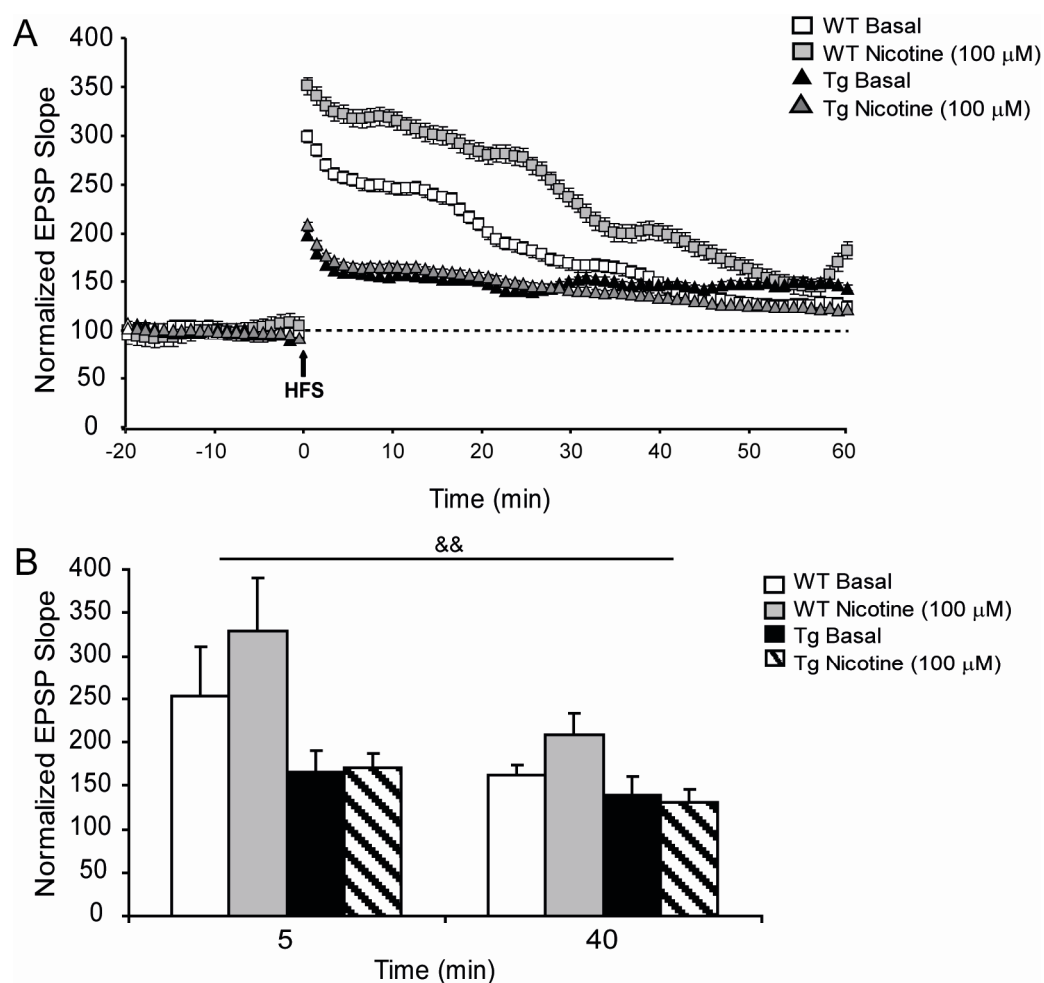 A
WT Basal
WT Nicotine (100 μM)
Tg Basal
Tg Nicotine (100 μM)
Normalized EPSP Slope
400
350
300
250
200
150
100
50
0
HFS
-20 -10 0 10 20 30 40 50 60
Time (min)
B
&&
WT Basal
WT Nicotine (100 μM)
Tg Basal
Tg Nicotine (100 μM)
Normalized EPSP Slope
400
350
300
250
200
150
100
50
0
5 40
Time (min)